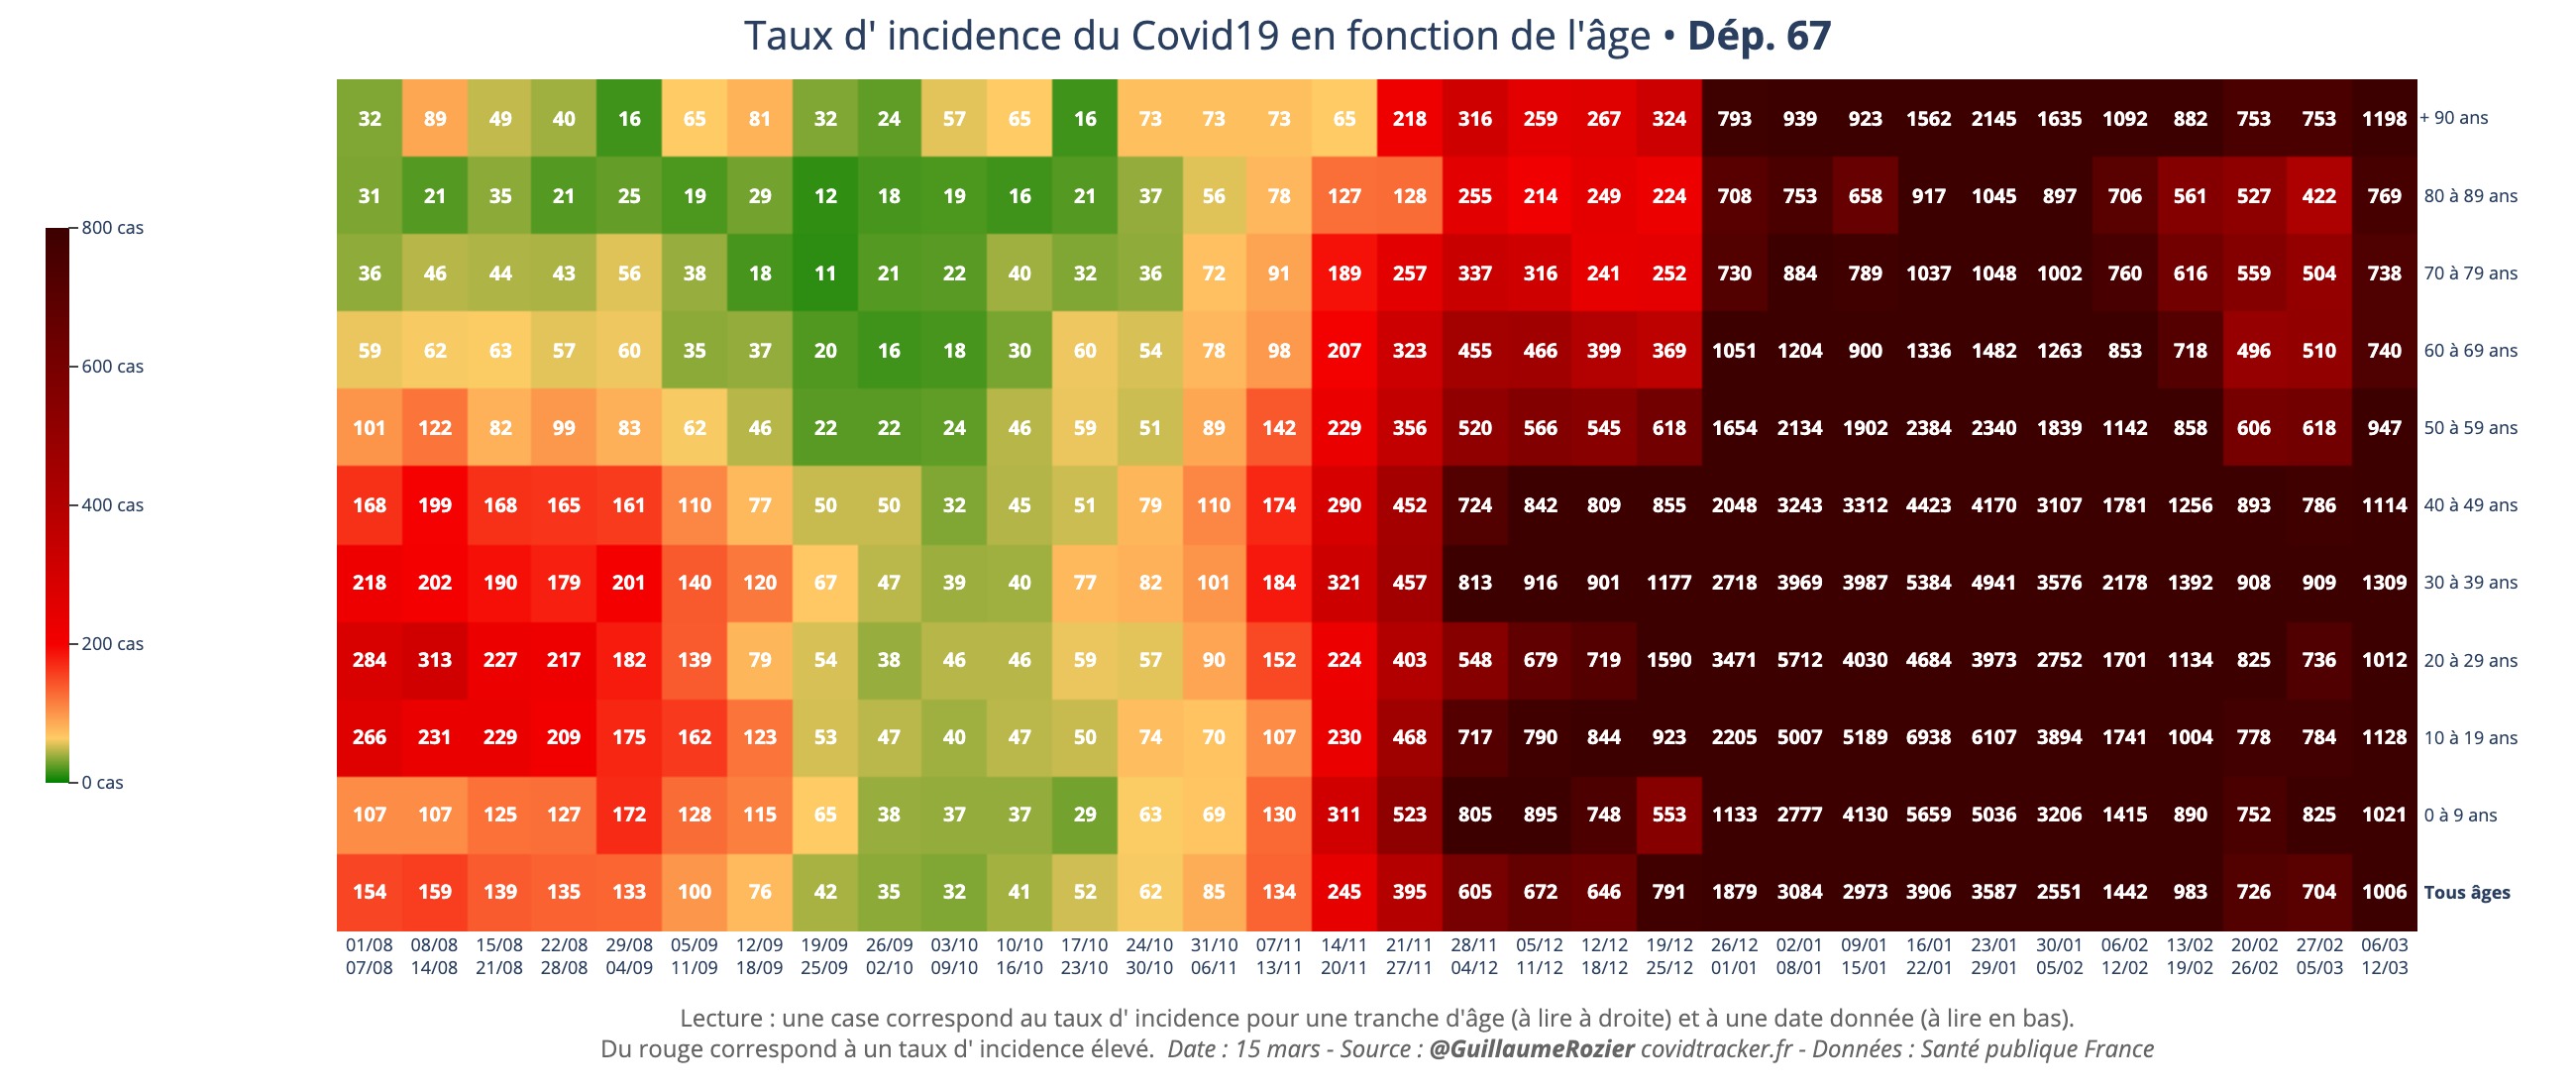 Taux d' incidence du Covid19 en fonction de l'âge • Dép. 67
32 89 49 40 16 65 81 32 24 57 65 16 73 73 73 65 218 316 259 267 324 793 939 923 1562 2145 1635 1092 882 753 753 1198 + 90 ans
31 21 35 21 25 19 29 12 18 19 16 21 37 56 78 127 128 255 214 249 224 708 753 658 917 1045 897 706 561 527 422 769 80 à 89 ans
800 cas
36 46 44 43 56 38 18 11 21 22 40 32 36 72 91 189 257 337 316 241 252 730 884 789 1037 1048 1002 760 616 559 504 738 70 à 79 ans
59 62 63 57 60 35 37 20 16 18 30 60 54 78 98 207 323 455 466 399 369 1051 1204 900 1336 1482 1263 853 718 496 510 740 60 à 69 ans
600 cas
101 122 82 99 83 62 46 22 22 24 46 59 51 89 142 229 356 520 566 545 618 1654 2134 1902 2384 2340 1839 1142 858 606 618 947 50 à 59 ans
400 cas
168 199 168 165 161 110 77 50 50 32 45 51 79 110 174 290 452 724 842 809 855 2048 3243 3312 4423 4170 3107 1781 1256 893 786 1114 40 à 49 ans
218 202 190 179 201 140 120 67 47 39 40 77 82 101 184 321 457 813 916 901 1177 2718 3969 3987 5384 4941 3576 2178 1392 908 909 1309 30 à 39 ans
200 cas
284 313 227 217 182 139 79 54 38 46 46 59 57 90 152 224 403 548 679 719 1590 3471 5712 4030 4684 3973 2752 1701 1134 825 736 1012 20 à 29 ans
266 231 229 209 175 162 123 53 47 40 47 50 74 70 107 230 468 717 790 844 923 2205 5007 5189 6938 6107 3894 1741 1004 778 784 1128 10 à 19 ans
0 cas
107 107 125 127 172 128 115 65 38 37 37 29 63 69 130 311 523 805 895 748 553 1133 2777 4130 5659 5036 3206 1415 890 752 825 1021 0 à 9 ans
154 159 139 135 133 100 76 42 35 32 41 52 62 85 134 245 395 605 672 646 791 1879 3084 2973 3906 3587 2551 1442 983 726 704 1006 Tous âges
01/08 08/08 15/08 22/08 29/08 05/09 12/09 19/09 26/09 03/10 10/10 17/10 24/10 31/10 07/11 14/11 21/11 28/11 05/12 12/12 19/12 26/12 02/01 09/01 16/01 23/01 30/01 06/02 13/02 20/02 27/02 06/03
07/08 14/08 21/08 28/08 04/09 11/09 18/09 25/09 02/10 09/10 16/10 23/10 30/10 06/11 13/11 20/11 27/11 04/12 11/12 18/12 25/12 01/01 08/01 15/01 22/01 29/01 05/02 12/02 19/02 26/02 05/03 12/03
Lecture : une case correspond au taux d' incidence pour une tranche d'âge (à lire à droite) et à une date donnée (à lire en bas).
Du rouge correspond à un taux d' incidence élevé. Date : 15 mars - Source : @GuillaumeRozier covidtracker.fr - Données : Santé publique France